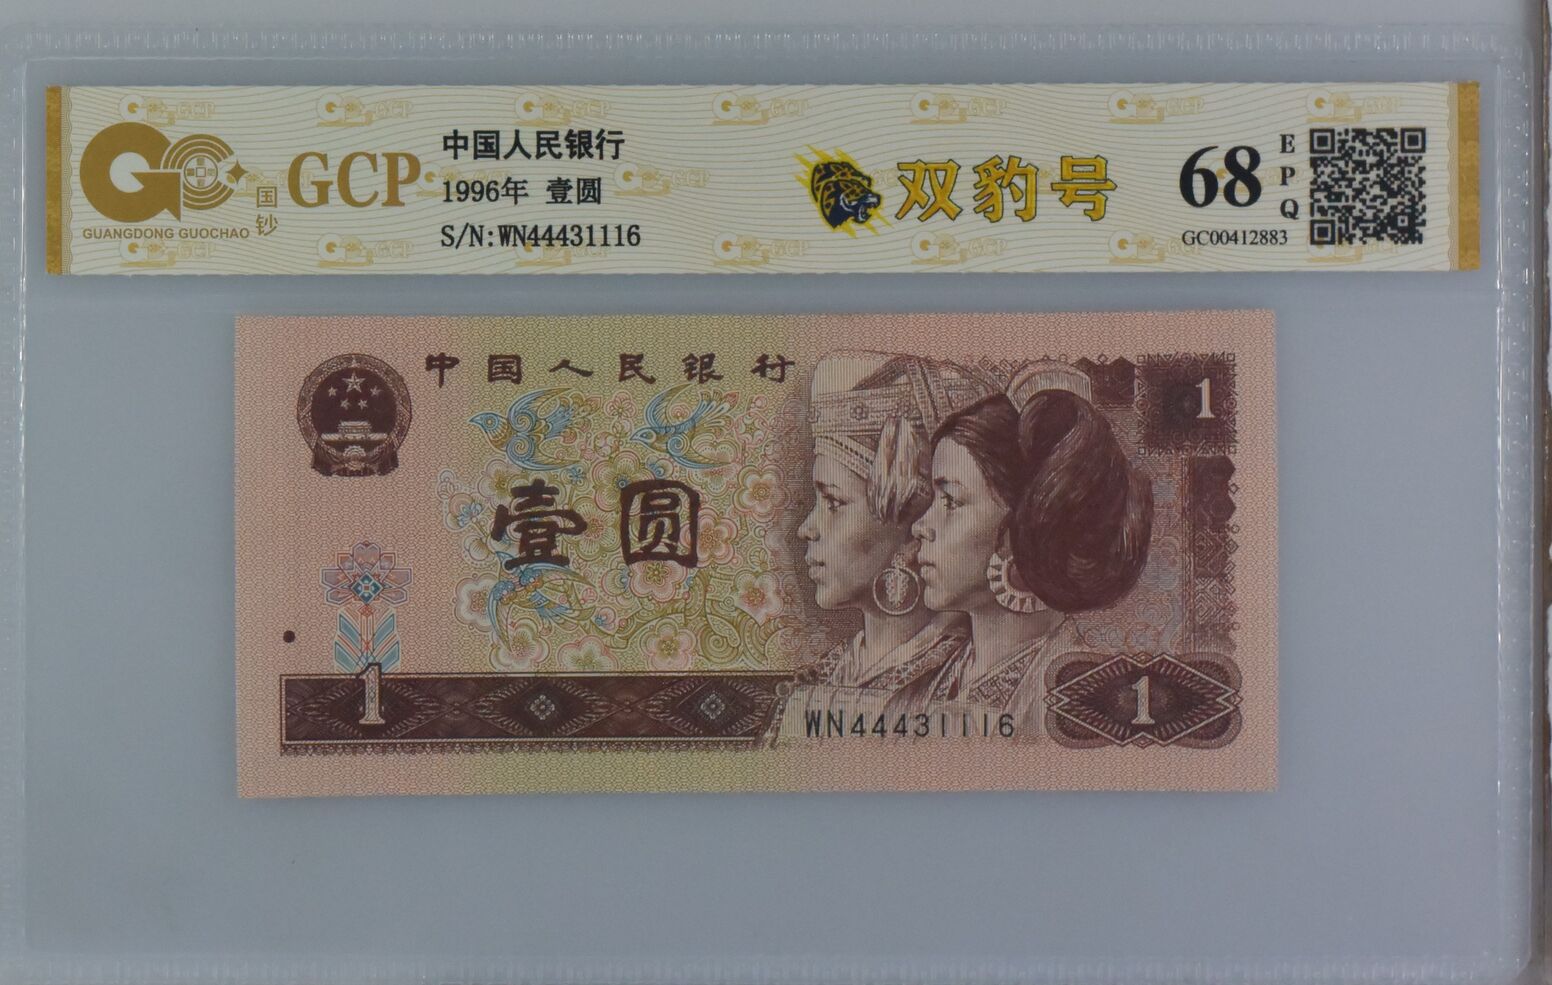 GCP
国钞
GUANGDONG GUOCHAO
中国人民银行
1996年 壹圆
S/N:WN44431116
双豹号
68
EPQ
GC00412883
中国人民银行
1
壹圆
1
WN44431116
1